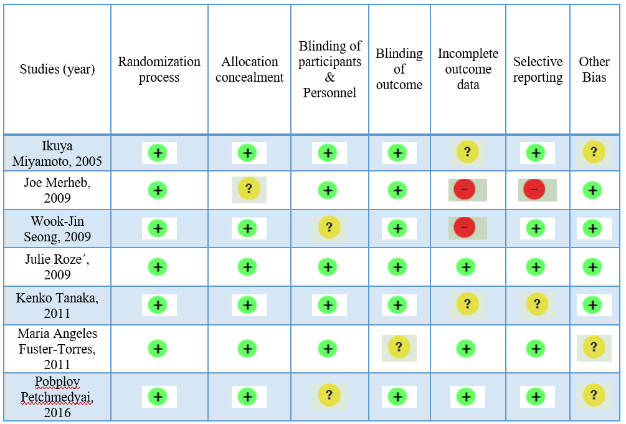 Studies (year)
Randomization
process
Allocation
concealment
Blinding of
participants
&
Personnel
Blinding
of
outcome
Incomplete
outcome
data
Selective
reporting
Other
Bias
Ikuya
Miyamoto, 2005
+ + + + ? + ?
Joe Merheb,
2009
+ ? + + − − +
Wook-Jin
Seong, 2009
+ + ? + − + +
Julie Roze´,
2009
+ + + + + + +
Kenko Tanaka,
2011
+ + + + ? ? +
Maria Angeles
Fuster-Torres,
2011
+ + + ? + + ?
Pobploy
Petchmedyai,
2016
+ + ? + + + ?